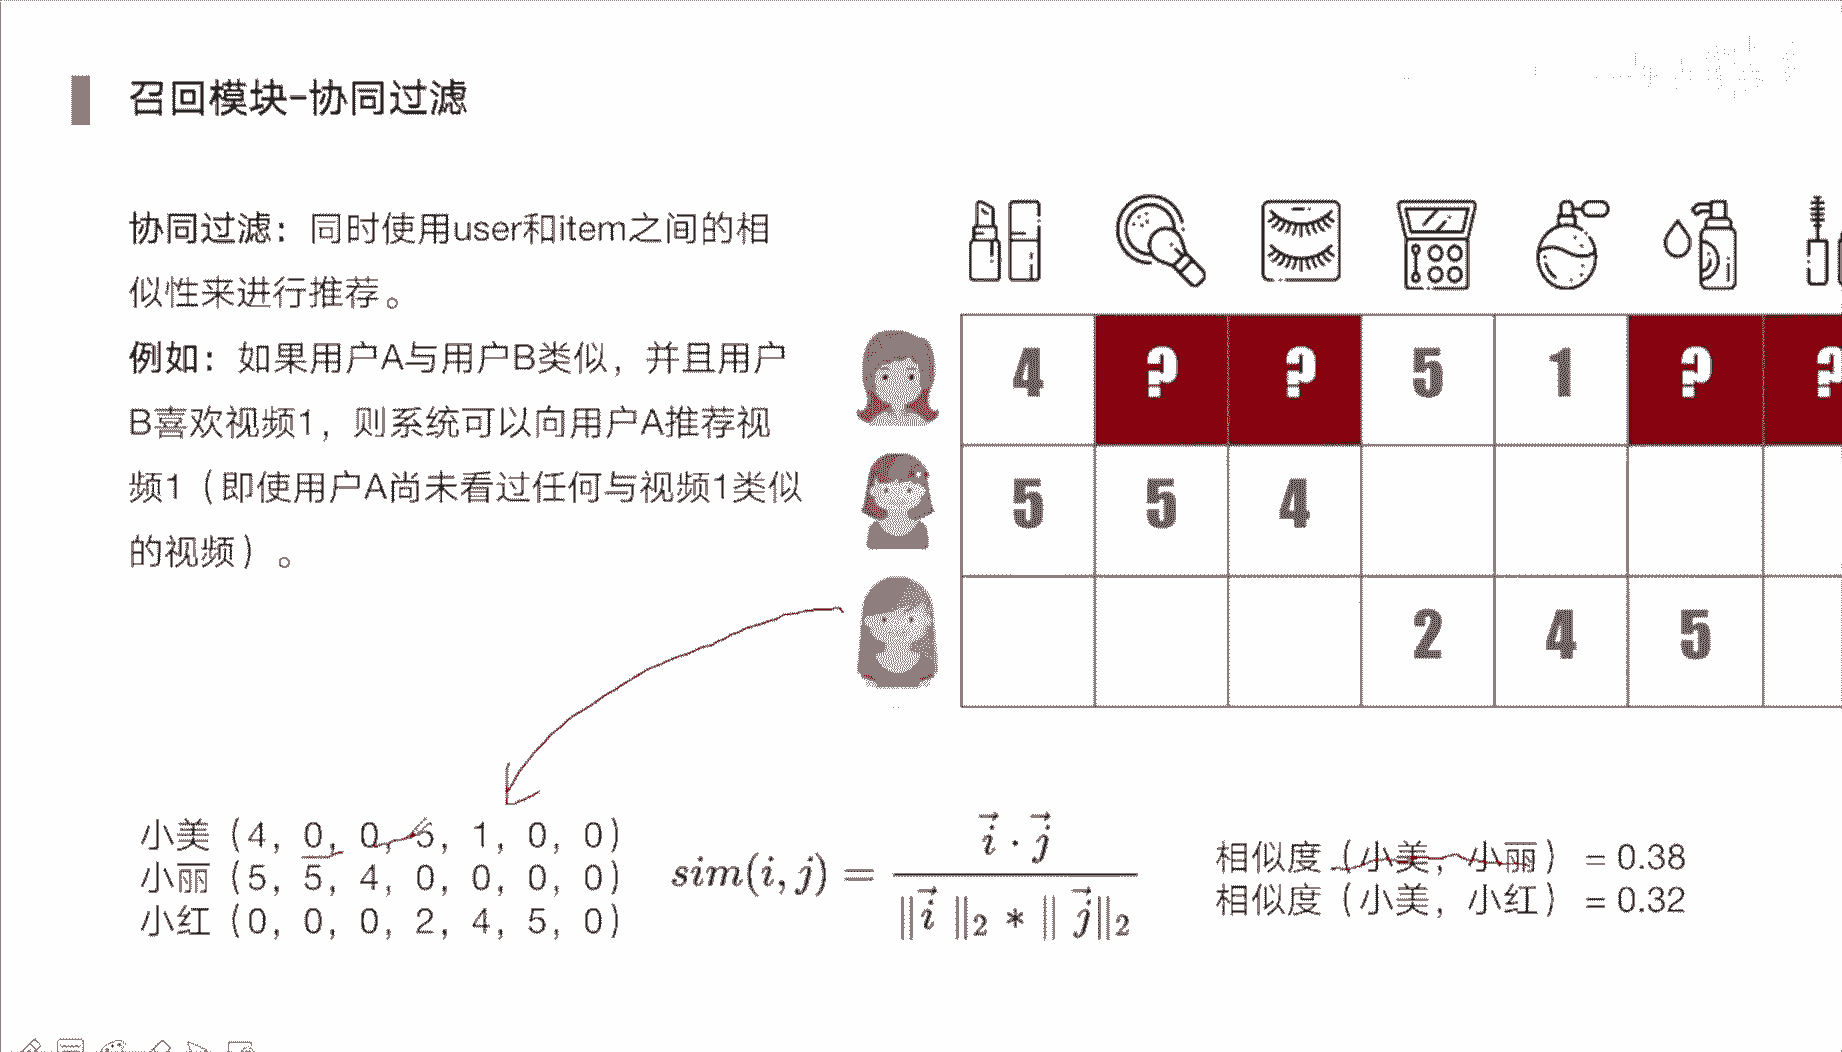 召回模块-协同过滤
协同过滤：同时使用user和item之间的相
似性来进行推荐。
例如：如果用户A与用户B类似，并且用户
B喜欢视频1，则系统可以向用户A推荐视
频1（即使用户A尚未看过任何与视频1类似
的视频）。
4 ? ? 5 1 ? ?
5 5 4
2 4 5
小美（4，0，0，5，1，0，0）
小丽（5，5，4，0，0，0，0）
小红（0，0，0，2，4，5，0）
sim(i, j) = \frac{\vec{i} \cdot \vec{j}}{\|\vec{i}\|_2 * \|\vec{j}\|_2}
相似度（小美，小丽）= 0.38
相似度（小美，小红）= 0.32